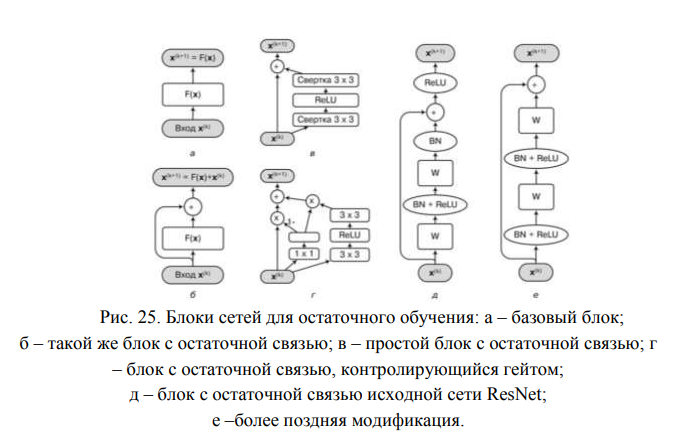 x⁽ᵏ⁺¹⁾ = F(x)
F(x)
Вход x⁽ᵏ⁾
а
x⁽ᵏ⁺¹⁾
+
Свертка 3 x 3
ReLU
Свертка 3 x 3
x⁽ᵏ⁾
в
x⁽ᵏ⁺¹⁾ = F(x)+x⁽ᵏ⁾
+
F(x)
Вход x⁽ᵏ⁾
б
x⁽ᵏ⁺¹⁾
+
x
x
1-
3 x 3
ReLU
1 x 1
3 x 3
x⁽ᵏ⁾
г
x⁽ᵏ⁺¹⁾
ReLU
+
BN
W
BN + ReLU
W
x⁽ᵏ⁾
д
x⁽ᵏ⁺¹⁾
+
W
BN + ReLU
W
BN + ReLU
x⁽ᵏ⁾
е
Рис. 25. Блоки сетей для остаточного обучения: а – базовый блок;
б – такой же блок с остаточной связью; в – простой блок с остаточной связью; г
– блок с остаточной связью, контролирующийся гейтом;
д – блок с остаточной связью исходной сети ResNet;
е –более поздняя модификация.